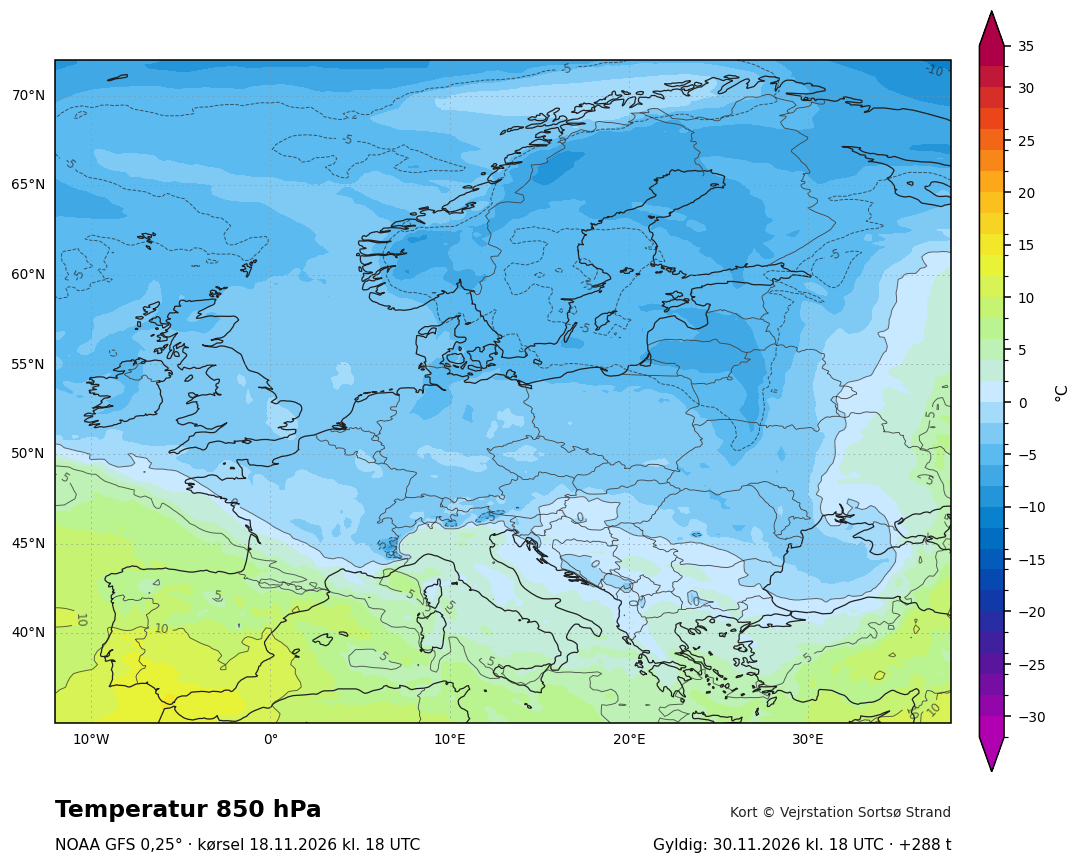 70°N
65°N
60°N
55°N
50°N
45°N
40°N
10°W 0° 10°E 20°E 30°E
35
30
25
20
15
10
5
0
−5
−10
−15
−20
−25
−30
°C
Temperatur 850 hPa
Kort © Vejrstation Sortsø Strand
NOAA GFS 0,25° · kørsel 18.11.2026 kl. 18 UTC
Gyldig: 30.11.2026 kl. 18 UTC · +288 t